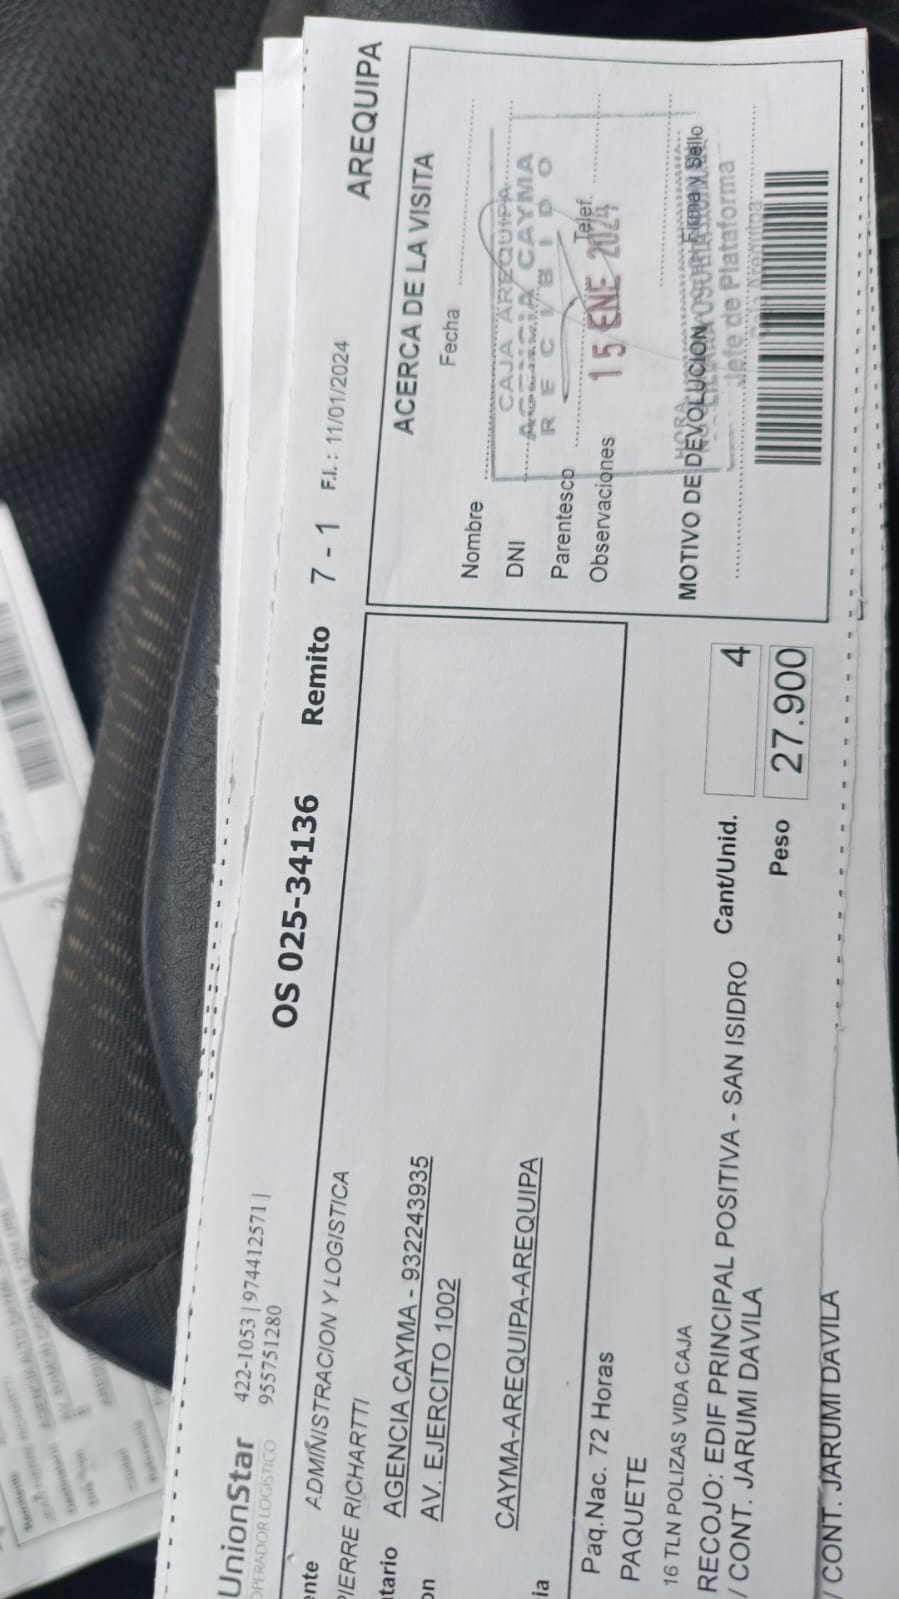 UnionStar
OPERADOR LOGÍSTICO
422-1053 | 974412571 |
955751280
OS 025-34136 Remito 7 - 1 F.I. : 11/01/2024 AREQUIPA
ente ADMINISTRACION Y LOGISTICA
PIERRE RICHARTTI
tario AGENCIA CAYMA - 932243935
on AV. EJERCITO 1002
ia CAYMA-AREQUIPA-AREQUIPA
Paq.Nac. 72 Horas
PAQUETE
16 TLN POLIZAS VIDA CAJA
RECOJO: EDIF PRINCIPAL POSITIVA - SAN ISIDRO
/ CONT. JARUMI DAVILA
Cant/Unid. 4
Peso 27.900
/ CONT. JARUMI DAVILA
ACERCA DE LA VISITA
Fecha
Nombre
DNI
Parentesco
Telef.
Observaciones
MOTIVO DE DEVOLUCION
Firma y Sello
CAJA AREQUIPA
AGENCIA CAYMA
RECIBIDO
15 ENE 2024
HORA
Jefe de Plataforma